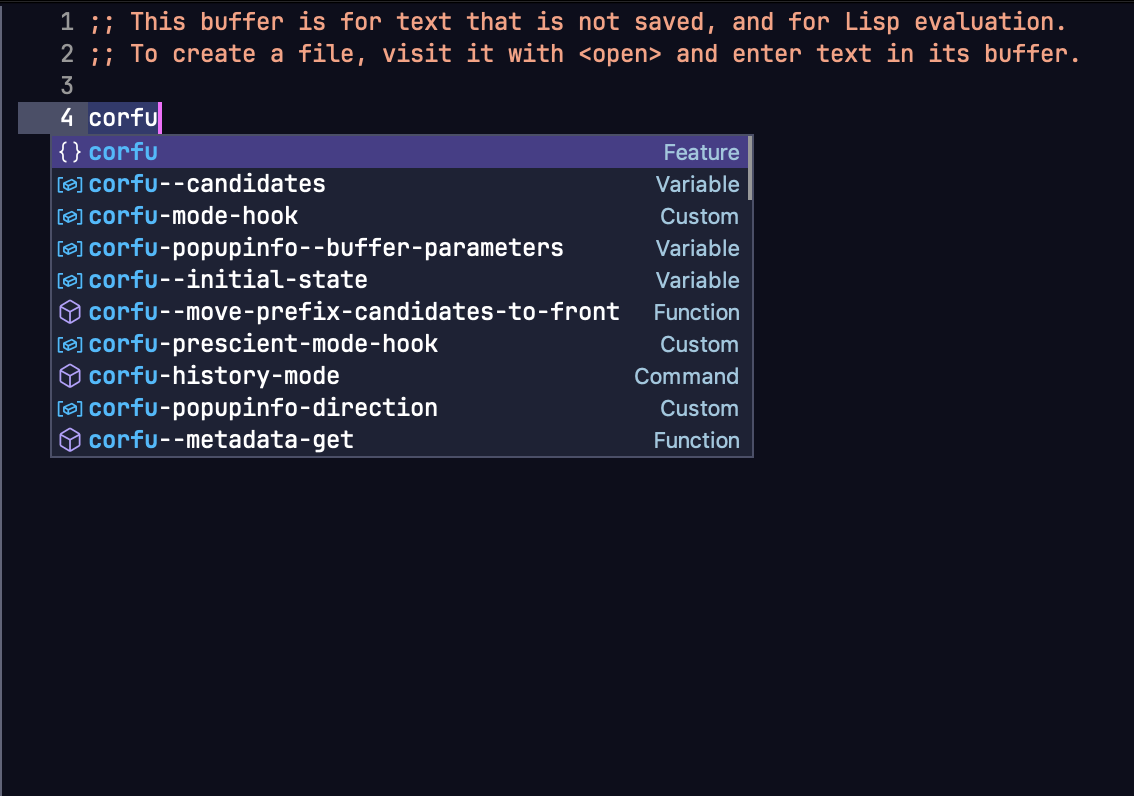 1 ;; This buffer is for text that is not saved, and for Lisp evaluation.
2 ;; To create a file, visit it with <open> and enter text in its buffer.
3
4 corfu
{} corfu Feature
corfu--candidates Variable
corfu-mode-hook Custom
corfu-popupinfo--buffer-parameters Variable
corfu--initial-state Variable
corfu--move-prefix-candidates-to-front Function
corfu-prescient-mode-hook Custom
corfu-history-mode Command
corfu-popupinfo-direction Custom
corfu--metadata-get Function